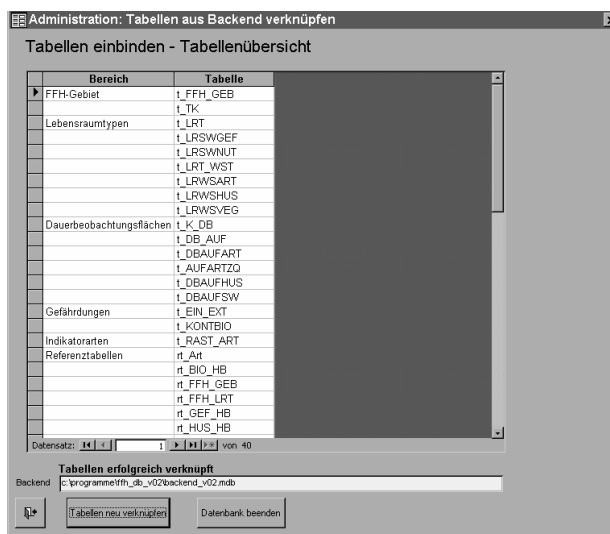 Administration: Tabellen aus Backend verknüpfen
Tabellen einbinden - Tabellenübersicht
Bereich Tabelle
FFH-Gebiet t_FFH_GEB
t_TK
Lebensraumtypen t_LRT
t_LRSWGEF
t_LRSWNUT
t_LRT_WST
t_LRWSART
t_LRWSHUS
t_LRWSVEG
Dauerbeobachtungsflächen t_K_DB
t_DB_AUF
t_DBAUFART
t_AUFARTZQ
t_DBAUFHUS
t_DBAUFSW
Gefährdungen t_EIN_EXT
t_KONTBIO
Indikatorarten t_RAST_ART
Referenztabellen rt_Art
rt_BIO_HB
rt_FFH_GEB
rt_FFH_LRT
rt_GEF_HB
rt_HUS_HB
Datensatz: 1 von 40
Tabellen erfolgreich verknüpft
Backend c:\programme\ffh_db_v02\backend_v02.mdb
Tabellen neu verknüpfen Datenbank beenden